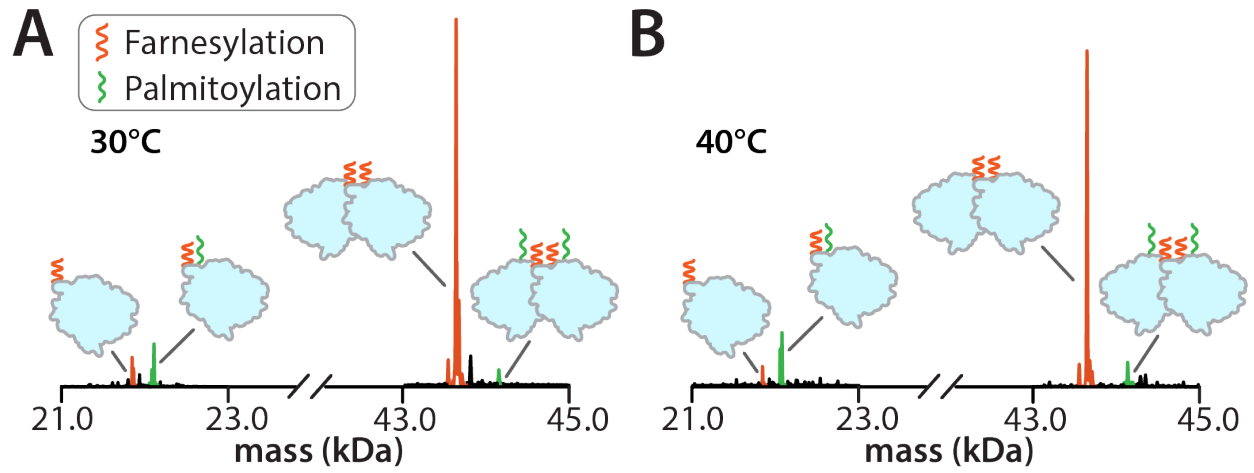 A
B
Farnesylation
Palmitoylation
30°C
40°C
21.0 23.0 43.0 45.0
mass (kDa)
21.0 23.0 43.0 45.0
mass (kDa)